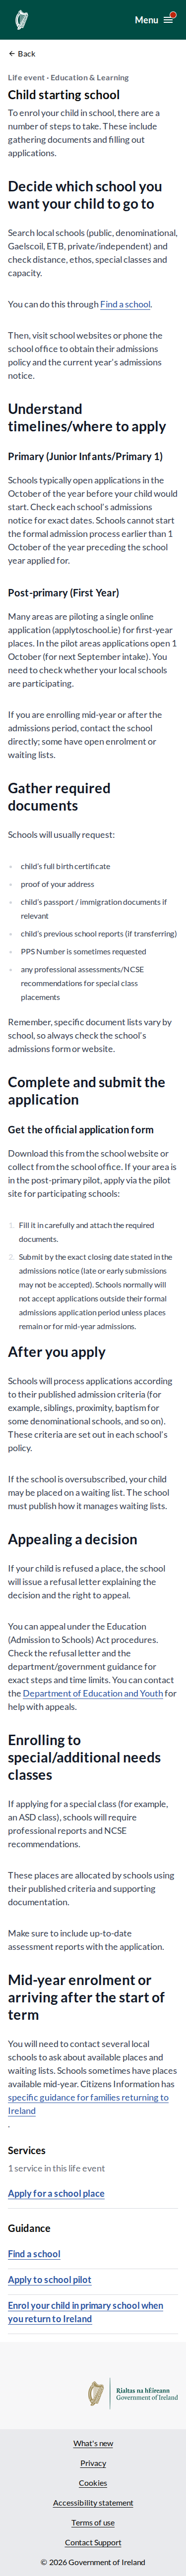 Menu
Back
Life event · Education & Learning
Child starting school
To enrol your child in school, there are a
number of steps to take. These include
gathering documents and filling out
applications.
Decide which school you
want your child to go to
Search local schools (public, denominational,
Gaelscoil, ETB, private/independent) and
check distance, ethos, special classes and
capacity.
You can do this through Find a school.
Then, visit school websites or phone the
school office to obtain their admissions
policy and the current year's admissions
notice.
Understand
timelines/where to apply
Primary (Junior Infants/Primary 1)
Schools typically open applications in the
October of the year before your child would
start. Check each school's admissions
notice for exact dates. Schools cannot start
the formal admission process earlier than 1
October of the year preceding the school
year applied for.
Post-primary (First Year)
Many areas are piloting a single online
application (applytoschool.ie) for first-year
places. In the pilot areas applications open 1
October (for next September intake). You
need to check whether your local schools
are participating.
If you are enrolling mid-year or after the
admissions period, contact the school
directly; some have open enrolment or
waiting lists.
Gather required
documents
Schools will usually require:
child's full birth certificate
proof of your address
child's passport / immigration documents if
relevant
child's previous school reports (if transferring)
PPS Number is sometimes requested
any professional assessments/NCSE
recommendations for special class
placements
Remember, specific document lists vary by
school, so always check the school's
admissions form or website.
Complete and submit the
application
Get the official application form
Download this from the school website or
collect from the school office. If your area is
in the post-primary pilot, apply via the pilot
site for participating schools:
1. Fill it in carefully and attach the required
documents.
2. Submit by the exact closing date stated in the
admissions notice (late or early submissions
may not be accepted). Schools normally will
not accept applications outside their formal
admissions application period unless places
remain or for mid-year admissions.
After you apply
Schools will process applications according
to their published admission criteria (for
example, siblings, proximity, baptism for
some denominational schools, and so on).
These criteria are set out in each school's
policy.
If the school is oversubscribed, your child
may be placed on a waiting list. The school
must publish how it manages waiting lists.
Appealing a decision
If your child is refused a place, the school
will issue a refusal letter explaining the
decision and the right to appeal.
You can appeal under the Education
(Admission to Schools) Act procedures.
Check the refusal letter and the
department/government guidance for
exact steps and time limits. You can contact
the Department of Education and Youth for
help with appeals.
Enrolling to
special/additional needs
classes
If applying for a special class (for example,
an ASD class), schools will require
professional reports and NCSE
recommendations.
These places are allocated by schools using
their published criteria and supporting
documentation.
Make sure to include up-to-date
assessment reports with the application.
Mid-year enrolment or
arriving after the start of
term
You will need to contact several local
schools to ask about available places and
waiting lists. Schools sometimes have places
available mid-year. Citizens Information has
specific guidance for families returning to
Ireland
.
Services
1 service in this life event
Apply for a school place
Guidance
Find a school
Apply to school pilot
Enrol your child in primary school when
you return to Ireland
Rialtas na hÉireann
Government of Ireland
What's new
Privacy
Cookies
Accessibility statement
Terms of use
Contact Support
© 2026 Government of Ireland